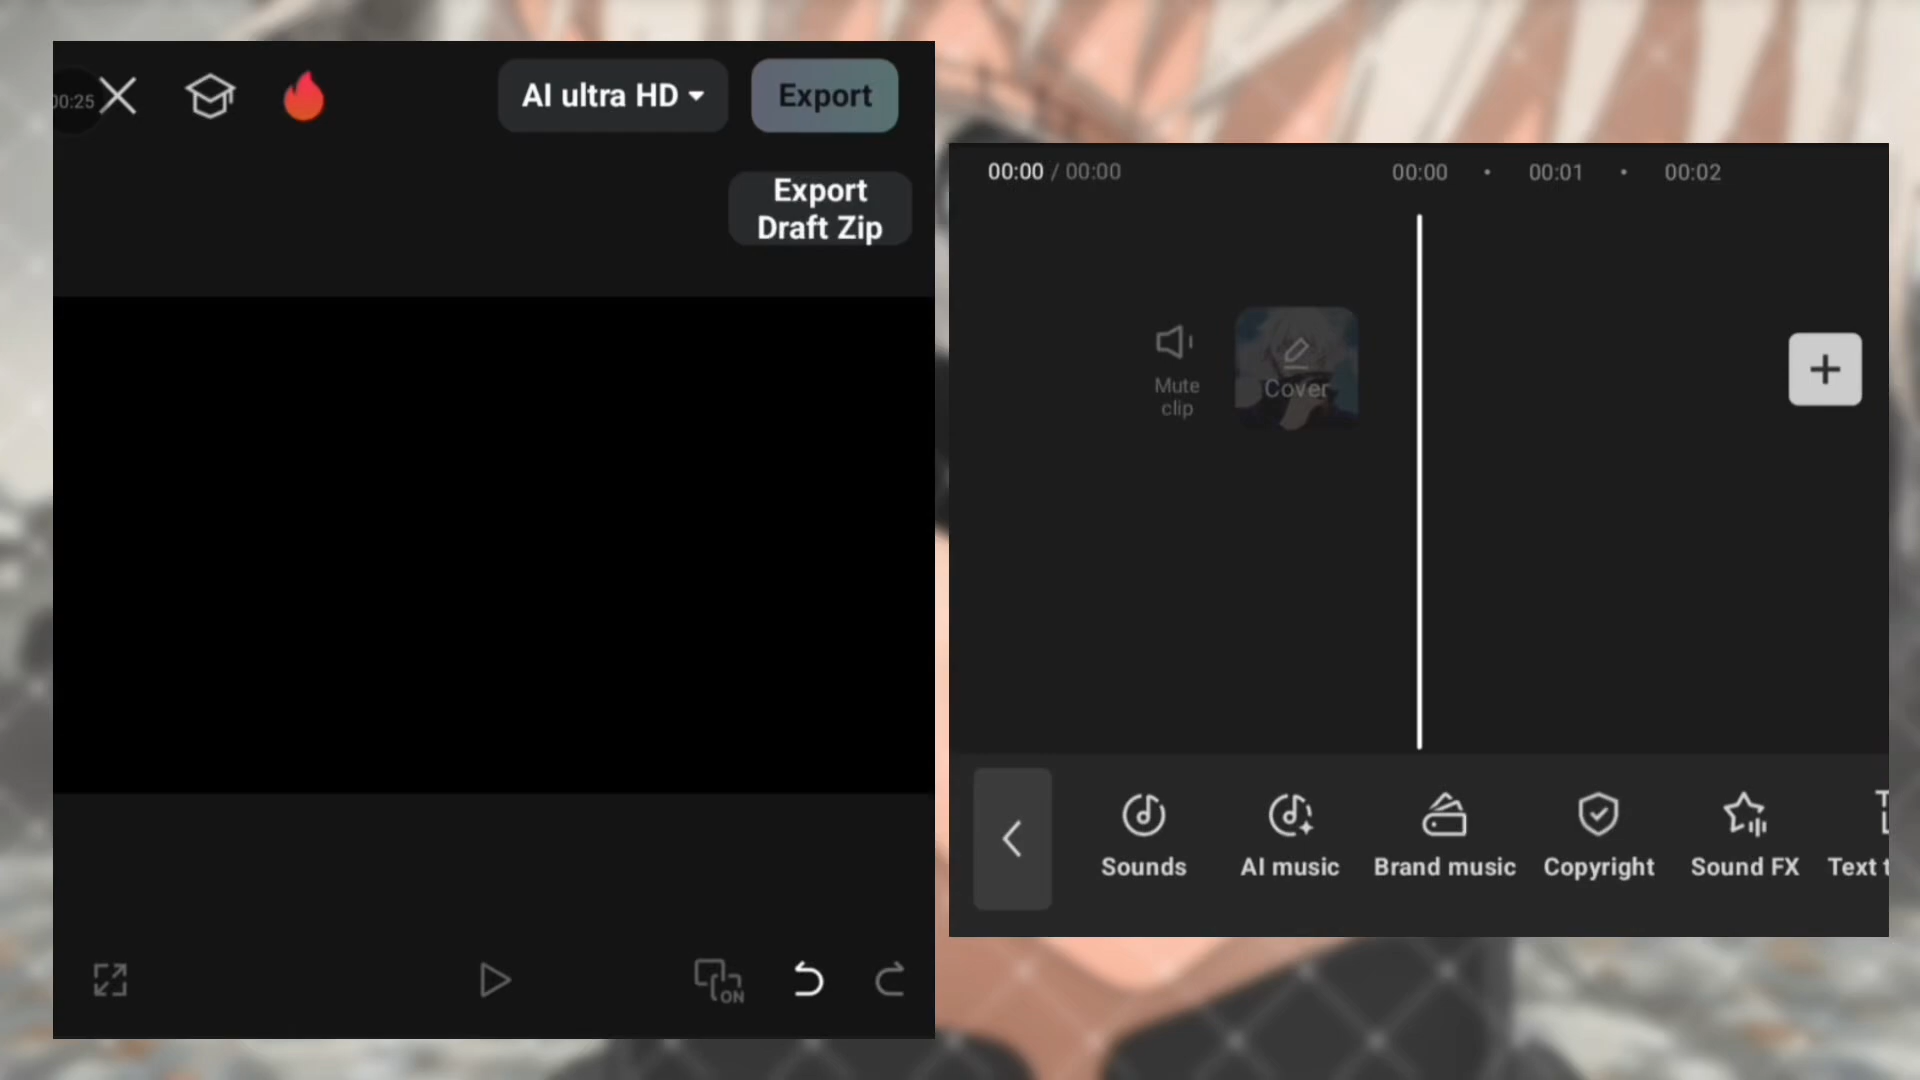 00:25
AI ultra HD
Export
Export
Draft Zip
ON
00:00 / 00:00
00:00 • 00:01 • 00:02
Mute
clip
Cover
Sounds
AI music
Brand music
Copyright
Sound FX
Text t